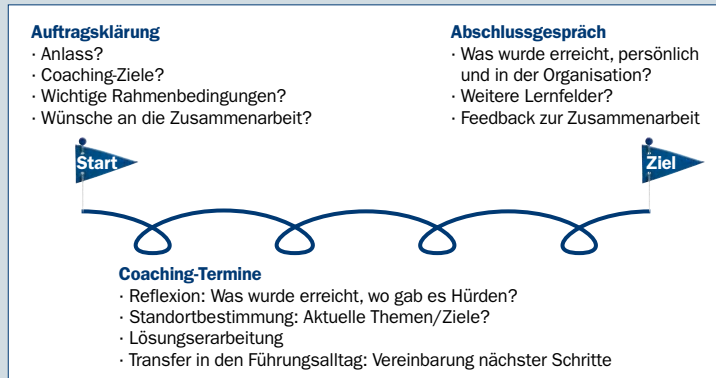 Auftragsklärung
· Anlass?
· Coaching-Ziele?
· Wichtige Rahmenbedingungen?
· Wünsche an die Zusammenarbeit?
Abschlussgespräch
· Was wurde erreicht, persönlich
und in der Organisation?
· Weitere Lernfelder?
· Feedback zur Zusammenarbeit
Start
Ziel
Coaching-Termine
· Reflexion: Was wurde erreicht, wo gab es Hürden?
· Standortbestimmung: Aktuelle Themen/Ziele?
· Lösungserarbeitung
· Transfer in den Führungsalltag: Vereinbarung nächster Schritte